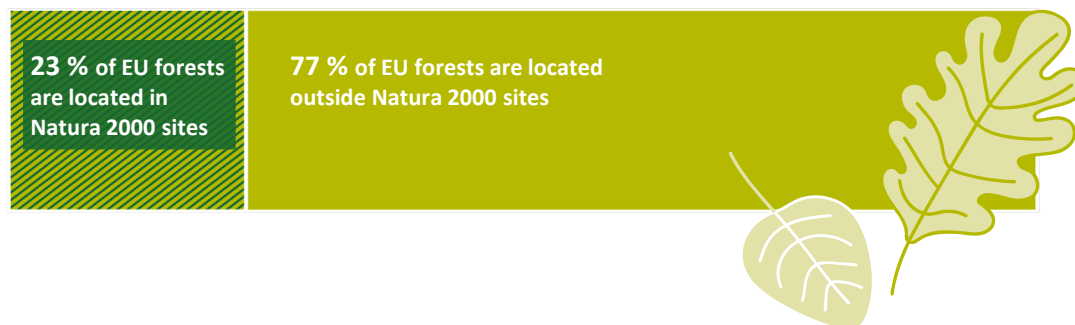 23 % of EU forests
are located in
Natura 2000 sites
77 % of EU forests are located
outside Natura 2000 sites